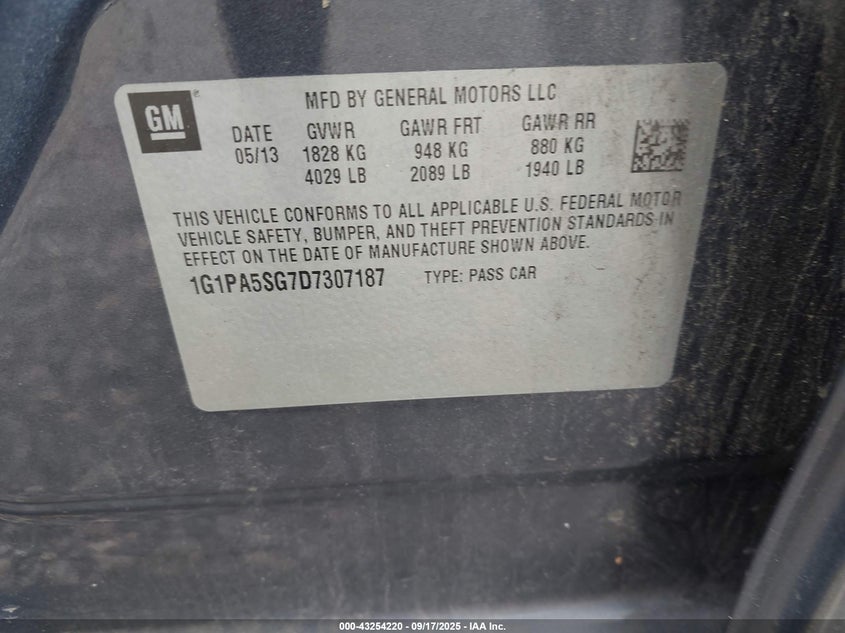 GM®
MFD BY GENERAL MOTORS LLC
DATE GVWR GAWR FRT GAWR RR
05/13 1828 KG 948 KG 880 KG
4029 LB 2089 LB 1940 LB
THIS VEHICLE CONFORMS TO ALL APPLICABLE U.S. FEDERAL MOTOR
VEHICLE SAFETY, BUMPER, AND THEFT PREVENTION STANDARDS IN
EFFECT ON THE DATE OF MANUFACTURE SHOWN ABOVE.
1G1PA5SG7D7307187 TYPE: PASS CAR
000-43254220 - 09/17/2025 - IAA Inc.